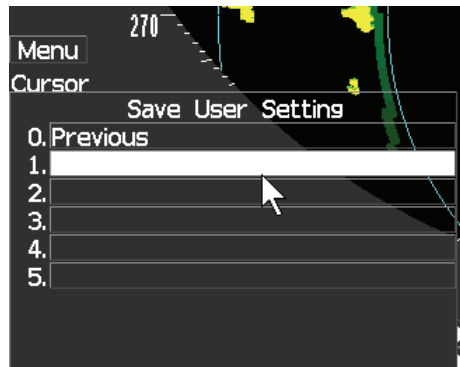 270
Menu
Cursor
Save User Setting
0. Previous
1.
2.
3.
4.
5.